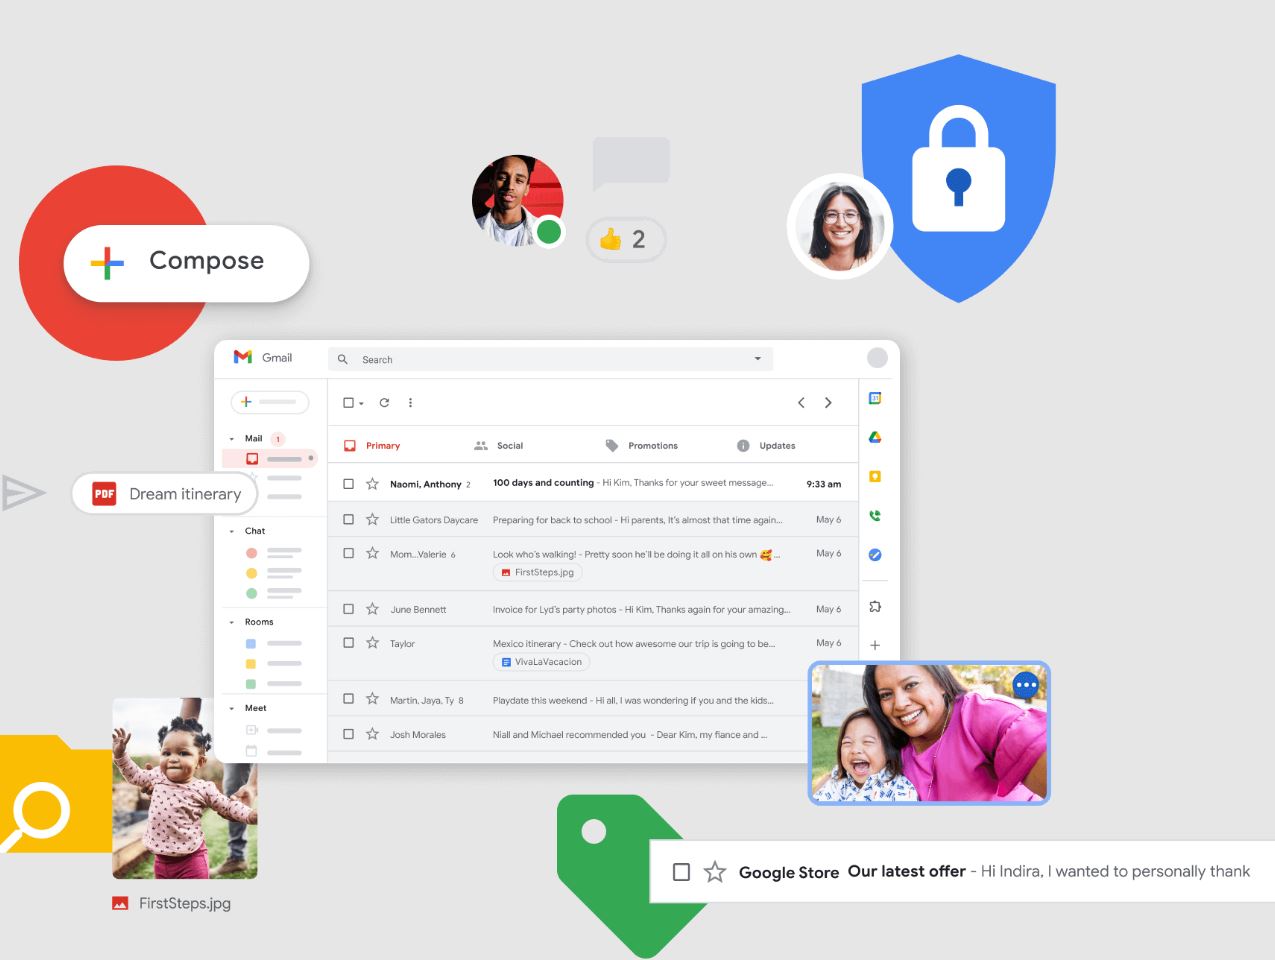 2
Compose
Gmail
Search
Mail 1
Primary
Social
Promotions
Updates
Naomi, Anthony 2 100 days and counting - Hi Kim, Thanks for your sweet message... 9:33 am
PDF Dream itinerary
Little Gators Daycare Preparing for back to school - Hi parents, It's almost that time again... May 6
Chat
Mom...Valerie 6 Look who's walking! - Pretty soon he'll be doing it all on his own 🥰 ... May 6
FirstSteps.jpg
June Bennett Invoice for Lyd's party photos - Hi Kim, Thanks again for your amazing... May 6
Rooms
Taylor Mexico itinerary - Check out how awesome our trip is going to be... May 6
VivaLaVacacion
Martin, Jaya, Ty 8 Playdate this weekend - Hi all, I was wondering if you and the kids...
Meet
Josh Morales Niall and Michael recommended you - Dear Kim, my fiance and ...
Google Store Our latest offer - Hi Indira, I wanted to personally thank
FirstSteps.jpg